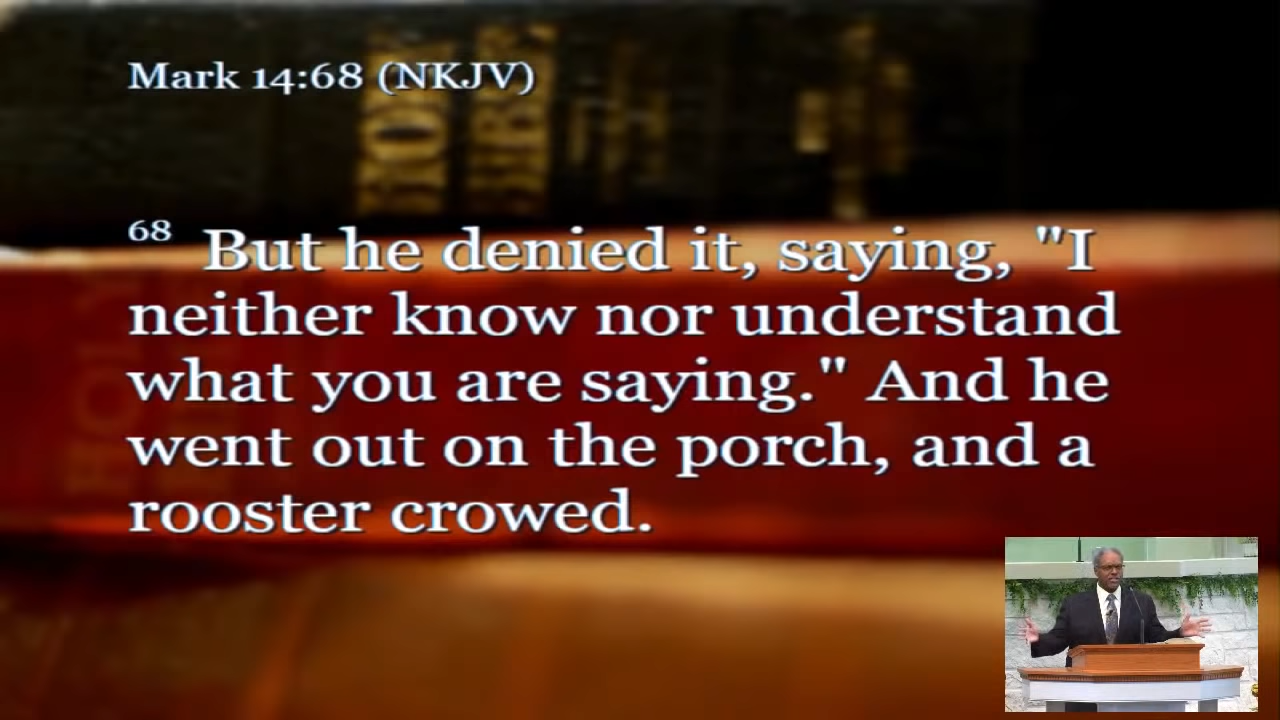 Mark 14:68 (NKJV)
68 But he denied it, saying, "I
neither know nor understand
what you are saying." And he
went out on the porch, and a
rooster crowed.